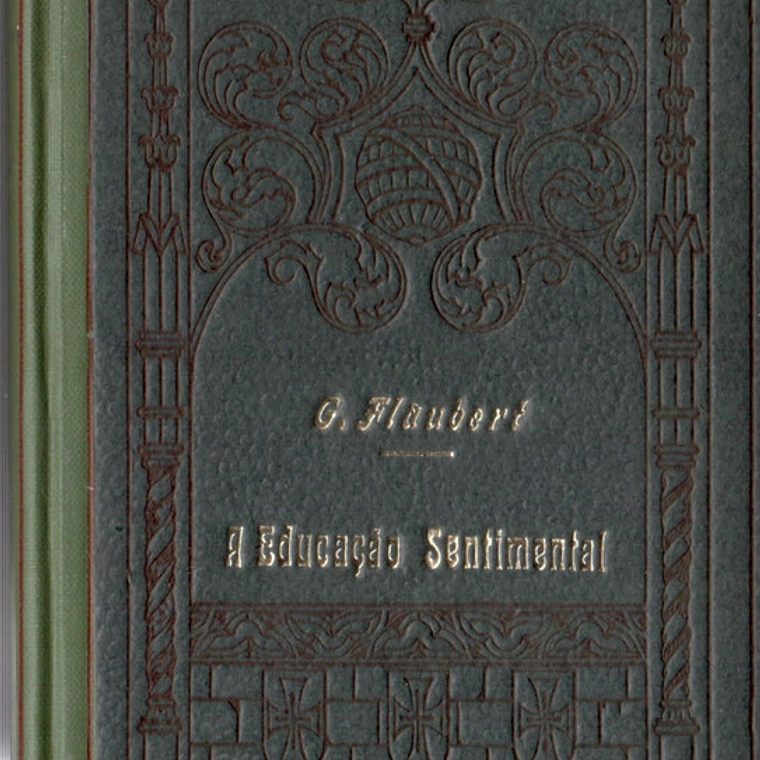 G. Flaubert
A Educação Sentimental